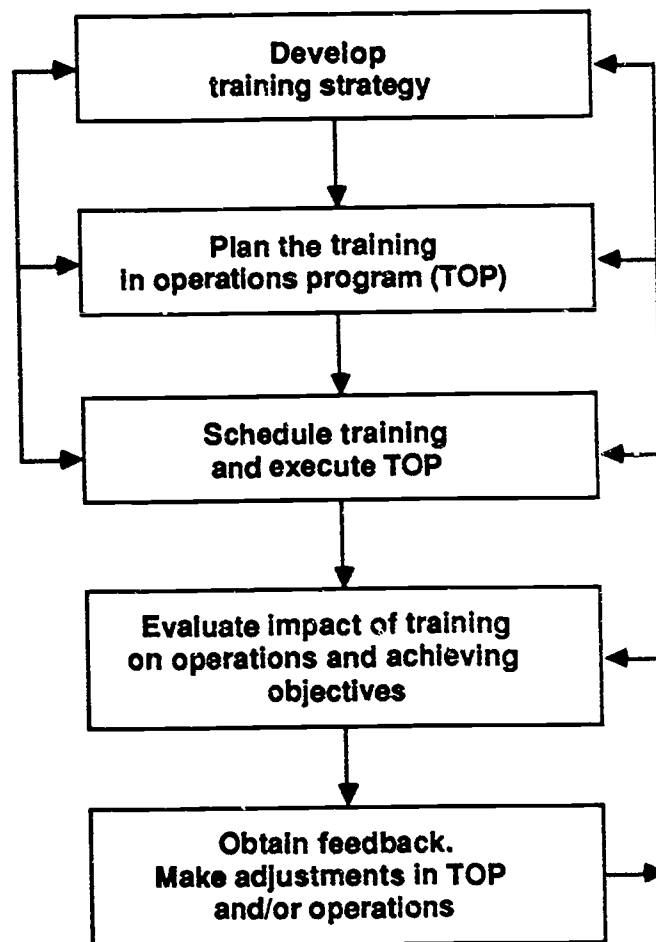 Develop
training strategy
Plan the training
in operations program (TOP)
Schedule training
and execute TOP
Evaluate impact of training
on operations and achieving
objectives
Obtain feedback.
Make adjustments in TOP
and/or operations